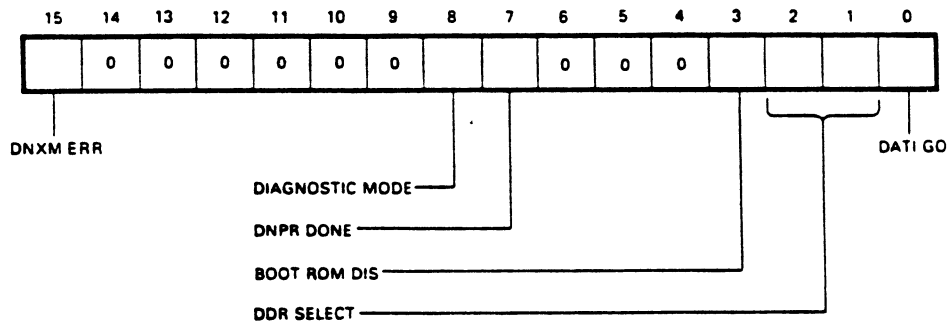 15 14 13 12 11 10 9 8 7 6 5 4 3 2 1 0
0 0 0 0 0 0 0 0 0
DNXM ERR
DATI GO
DIAGNOSTIC MODE
DNPR DONE
BOOT ROM DIS
DDR SELECT